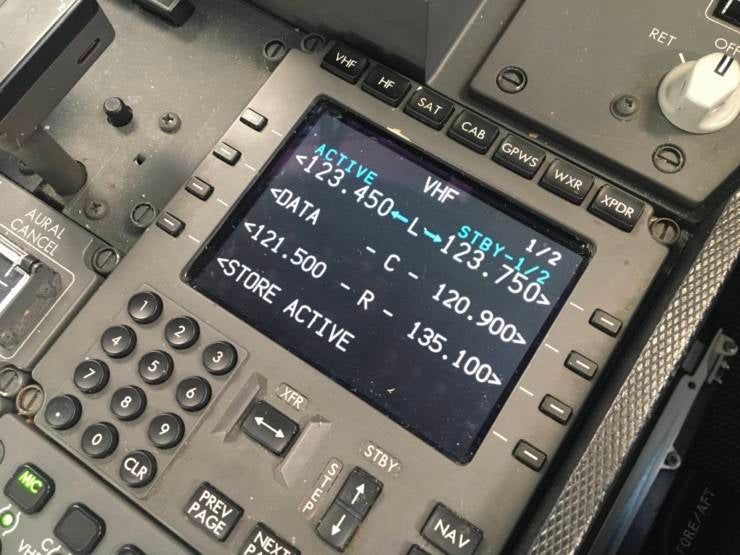 RET OFF
VHF HF SAT CAB GPWS WXR XPDR
VHF 1/2
ACTIVE STBY-1/2
<123.450←L→123.750>
<DATA - C - 120.900>
<121.500 - R - 135.100>
<STORE ACTIVE
AURAL
CANCEL
1 2 3
4 5 6
7 8 9
. 0 CLR
XFR
↔
STBY
STEP
↑
↓
PREV
PAGE
NEXT
NAV
MIC
VHF